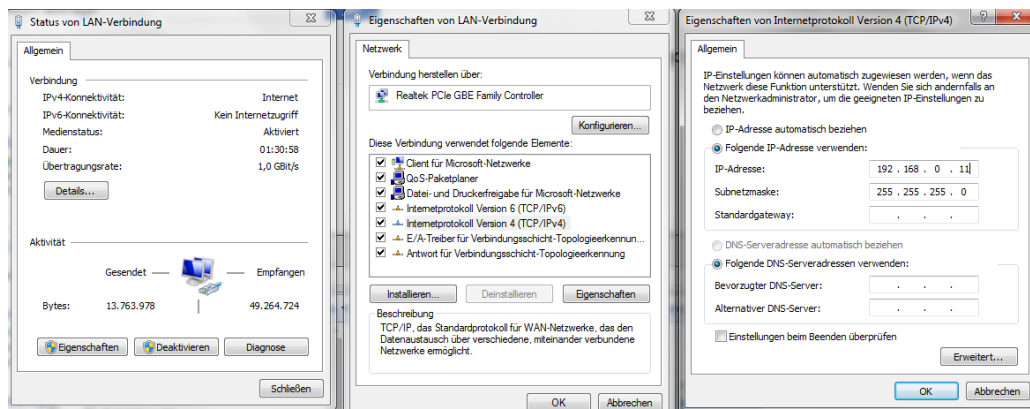 Status von LAN-Verbindung
Allgemein
Verbindung
IPv4-Konnektivität: Internet
IPv6-Konnektivität: Kein Internetzugriff
Medienstatus: Aktiviert
Dauer: 01:30:58
Übertragungsrate: 1,0 GBit/s
Details...
Aktivität
Gesendet — — Empfangen
Bytes: 13.763.978 49.264.724
Eigenschaften Deaktivieren Diagnose
Schließen
Eigenschaften von LAN-Verbindung
Netzwerk
Verbindung herstellen über:
Realtek PCIe GBE Family Controller
Konfigurieren...
Diese Verbindung verwendet folgende Elemente:
Client für Microsoft-Netzwerke
QoS-Paketplaner
Datei- und Druckerfreigabe für Microsoft-Netzwerke
Internetprotokoll Version 6 (TCP/IPv6)
Internetprotokoll Version 4 (TCP/IPv4)
E/A-Treiber für Verbindungsschicht-Topologieerkennun...
Antwort für Verbindungsschicht-Topologieerkennung
Installieren... Deinstallieren Eigenschaften
Beschreibung
TCP/IP, das Standardprotokoll für WAN-Netzwerke, das den
Datenaustausch über verschiedene, miteinander verbundene
Netzwerke ermöglicht.
OK Abbrechen
Eigenschaften von Internetprotokoll Version 4 (TCP/IPv4)
Allgemein
IP-Einstellungen können automatisch zugewiesen werden, wenn das
Netzwerk diese Funktion unterstützt. Wenden Sie sich andernfalls an
den Netzwerkadministrator, um die geeigneten IP-Einstellungen zu
beziehen.
IP-Adresse automatisch beziehen
Folgende IP-Adresse verwenden:
IP-Adresse: 192 . 168 . 0 . 11
Subnetzmaske: 255 . 255 . 255 . 0
Standardgateway: . . .
DNS-Serveradresse automatisch beziehen
Folgende DNS-Serveradressen verwenden:
Bevorzugter DNS-Server: . . .
Alternativer DNS-Server: . . .
Einstellungen beim Beenden überprüfen
Erweitert...
OK Abbrechen